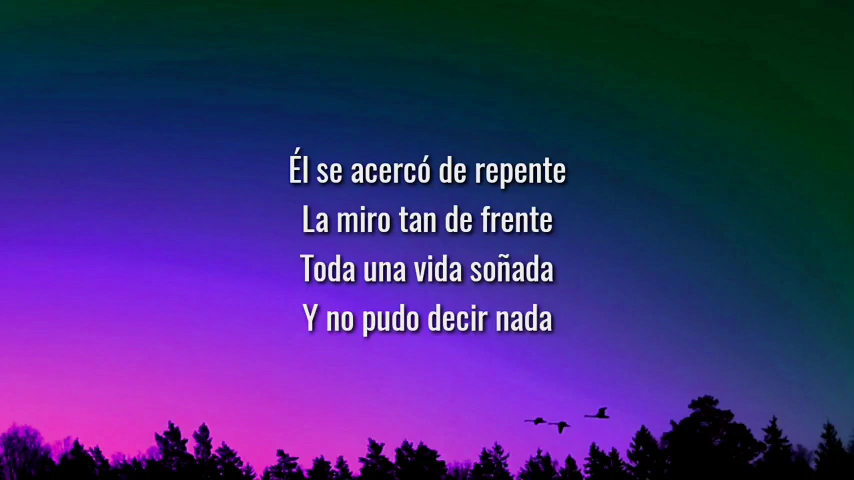 Él se acercó de repente
La miro tan de frente
Toda una vida soñada
Y no pudo decir nada